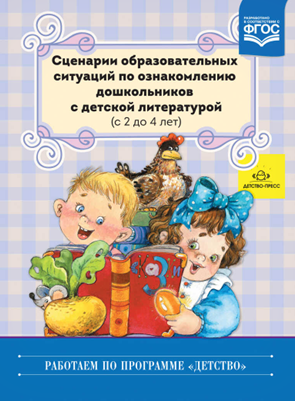 РАЗРАБОТАНО
В СООТВЕТСТВИИ С
ФГОС
Сценарии образовательных
ситуаций по ознакомлению
дошкольников
с детской литературой
(с 2 до 4 лет)
ДЕТСТВО-ПРЕСС
РАБОТАЕМ ПО ПРОГРАММЕ «ДЕТСТВО»